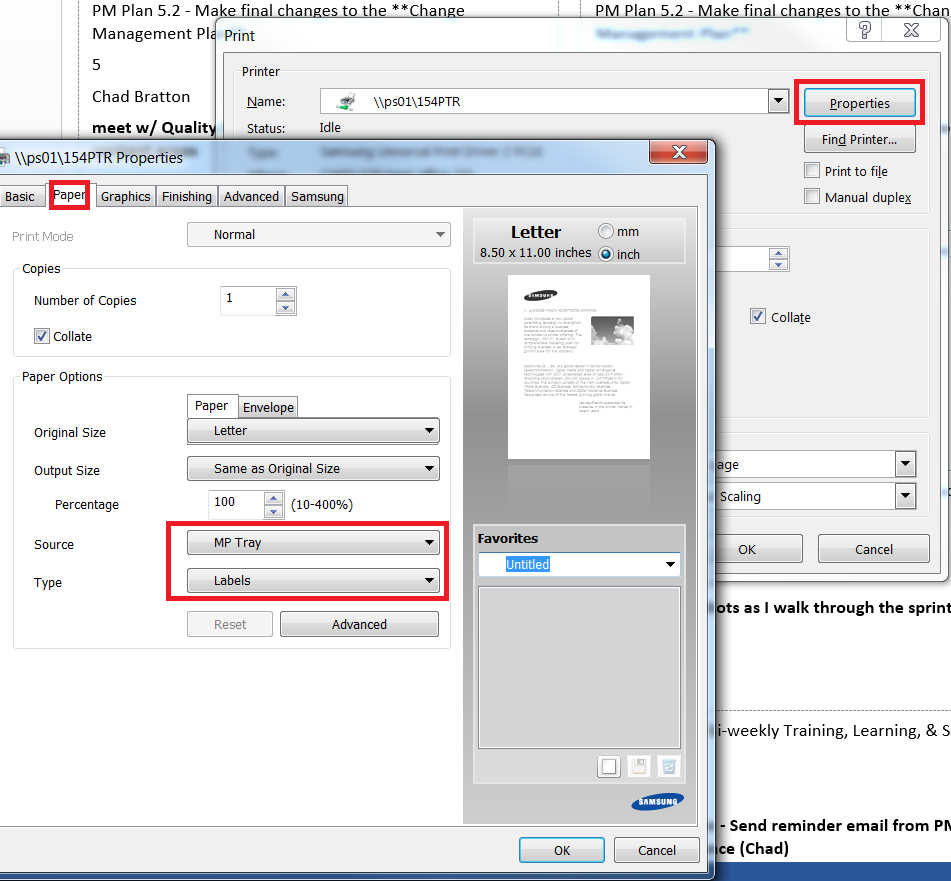 PM Plan 5.2 - Make final changes to the **Change
Management Pla
5
Chad Bratton
meet w/ Quality
PM Plan 5.2 - Make final changes to the **Chan
Management Plan**
Print
Printer
Name:
\\ps01\154PTR
Properties
Status:
Idle
Find Printer...
Print to file
Manual duplex
Collate
age
Scaling
OK
Cancel
\\ps01\154PTR Properties
Basic
Paper
Graphics
Finishing
Advanced
Samsung
Print Mode
Normal
Copies
Number of Copies
1
Collate
Paper Options
Paper
Envelope
Original Size
Letter
Output Size
Same as Original Size
Percentage
100
(10-400%)
Source
MP Tray
Type
Labels
Reset
Advanced
Letter
mm
8.50 x 11.00 inches
inch
SAMSUNG
Favorites
Untitled
SAMSUNG
OK
Cancel
ots as I walk through the sprint
i-weekly Training, Learning, & S
- Send reminder email from PM
ce (Chad)